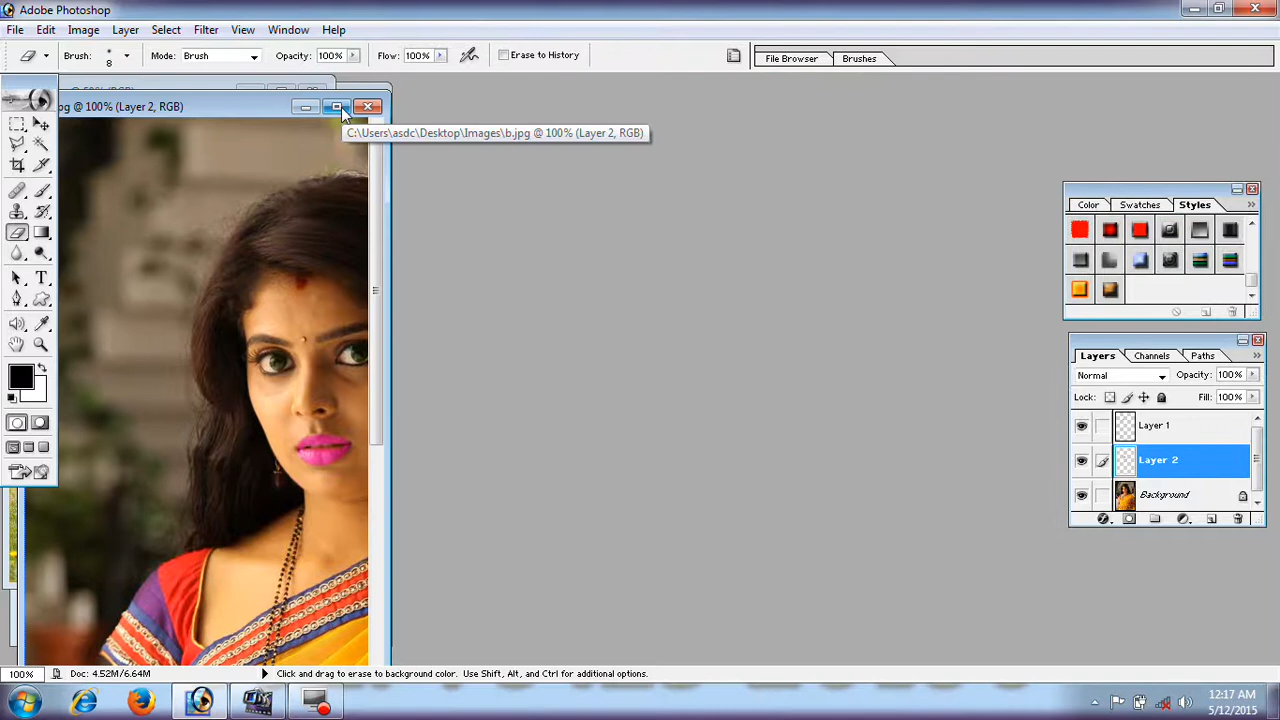 Adobe Photoshop
File Edit Image Layer Select Filter View Window Help
Brush: 8 Mode: Brush Opacity: 100% Flow: 100% Erase to History File Browser Brushes
pg @ 100% (Layer 2, RGB)
C:\Users\asdc\Desktop\Images\b.jpg @ 100% (Layer 2, RGB)
Color Swatches Styles
Layers Channels Paths
Normal Opacity: 100%
Lock: Fill: 100%
Layer 1
Layer 2
Background
100% Doc: 4.52M/6.64M Click and drag to erase to background color. Use Shift, Alt, and Ctrl for additional options.
12:17 AM
5/12/2015